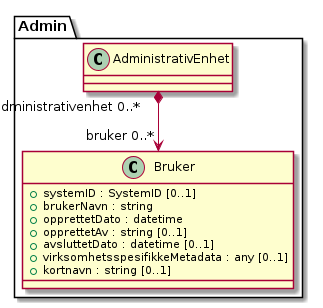 Admin
C AdministrativEnhet
dministrativenhet 0..*
bruker 0..*
C Bruker
systemID : SystemID [0..1]
brukerNavn : string
opprettetDato : datetime
opprettetAv : string [0..1]
avsluttetDato : datetime [0..1]
virksomhetsspesifikkeMetadata : any [0..1]
kortnavn : string [0..1]